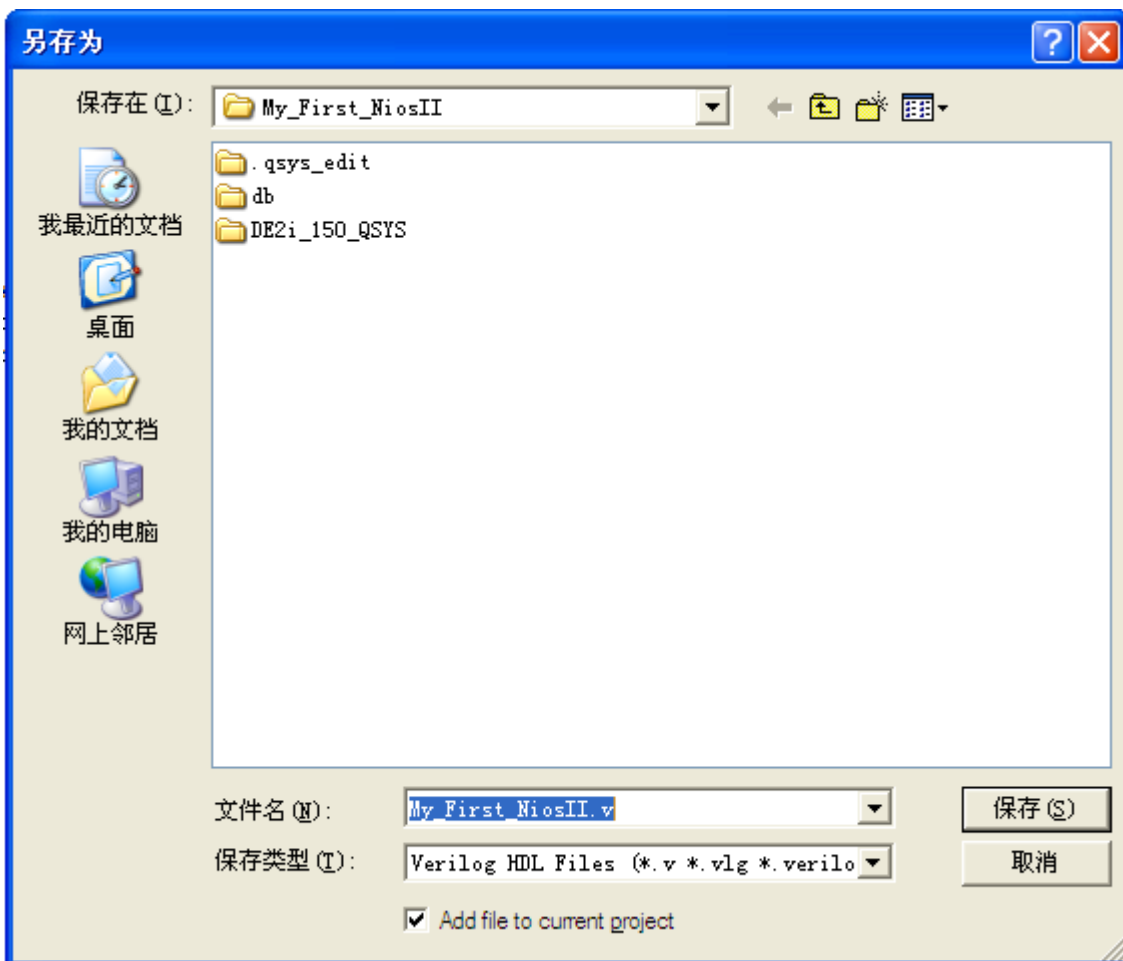 另存为
保存在(I):
My_First_NiosII
.qsys_edit
db
DE2i_150_QSYS
我最近的文档
桌面
我的文档
我的电脑
网上邻居
文件名(N):
My_First_NiosII.v
保存(S)
保存类型(T):
Verilog HDL Files (*.v *.vlg *.verilo
取消
Add file to current project